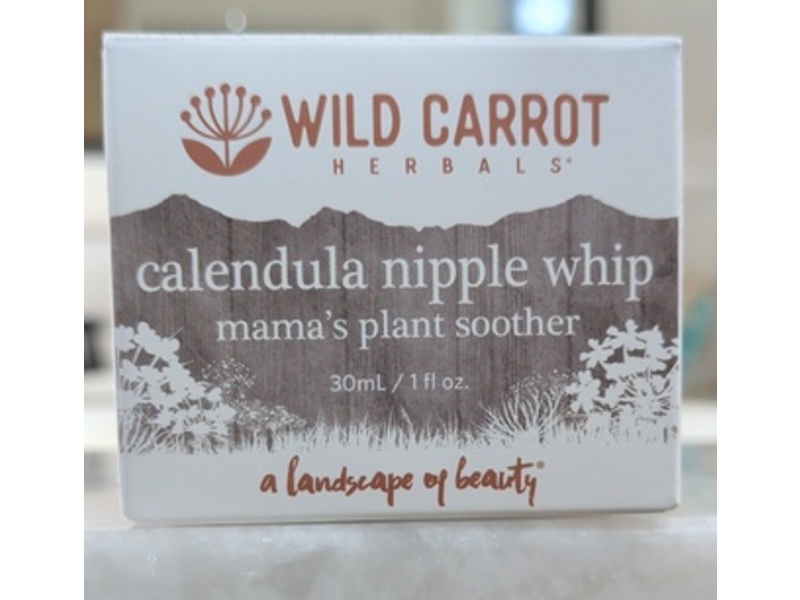 WILD CARROT
HERBALS®
calendula nipple whip
mama's plant soother
30mL / 1 fl oz.
a landscape of beauty®